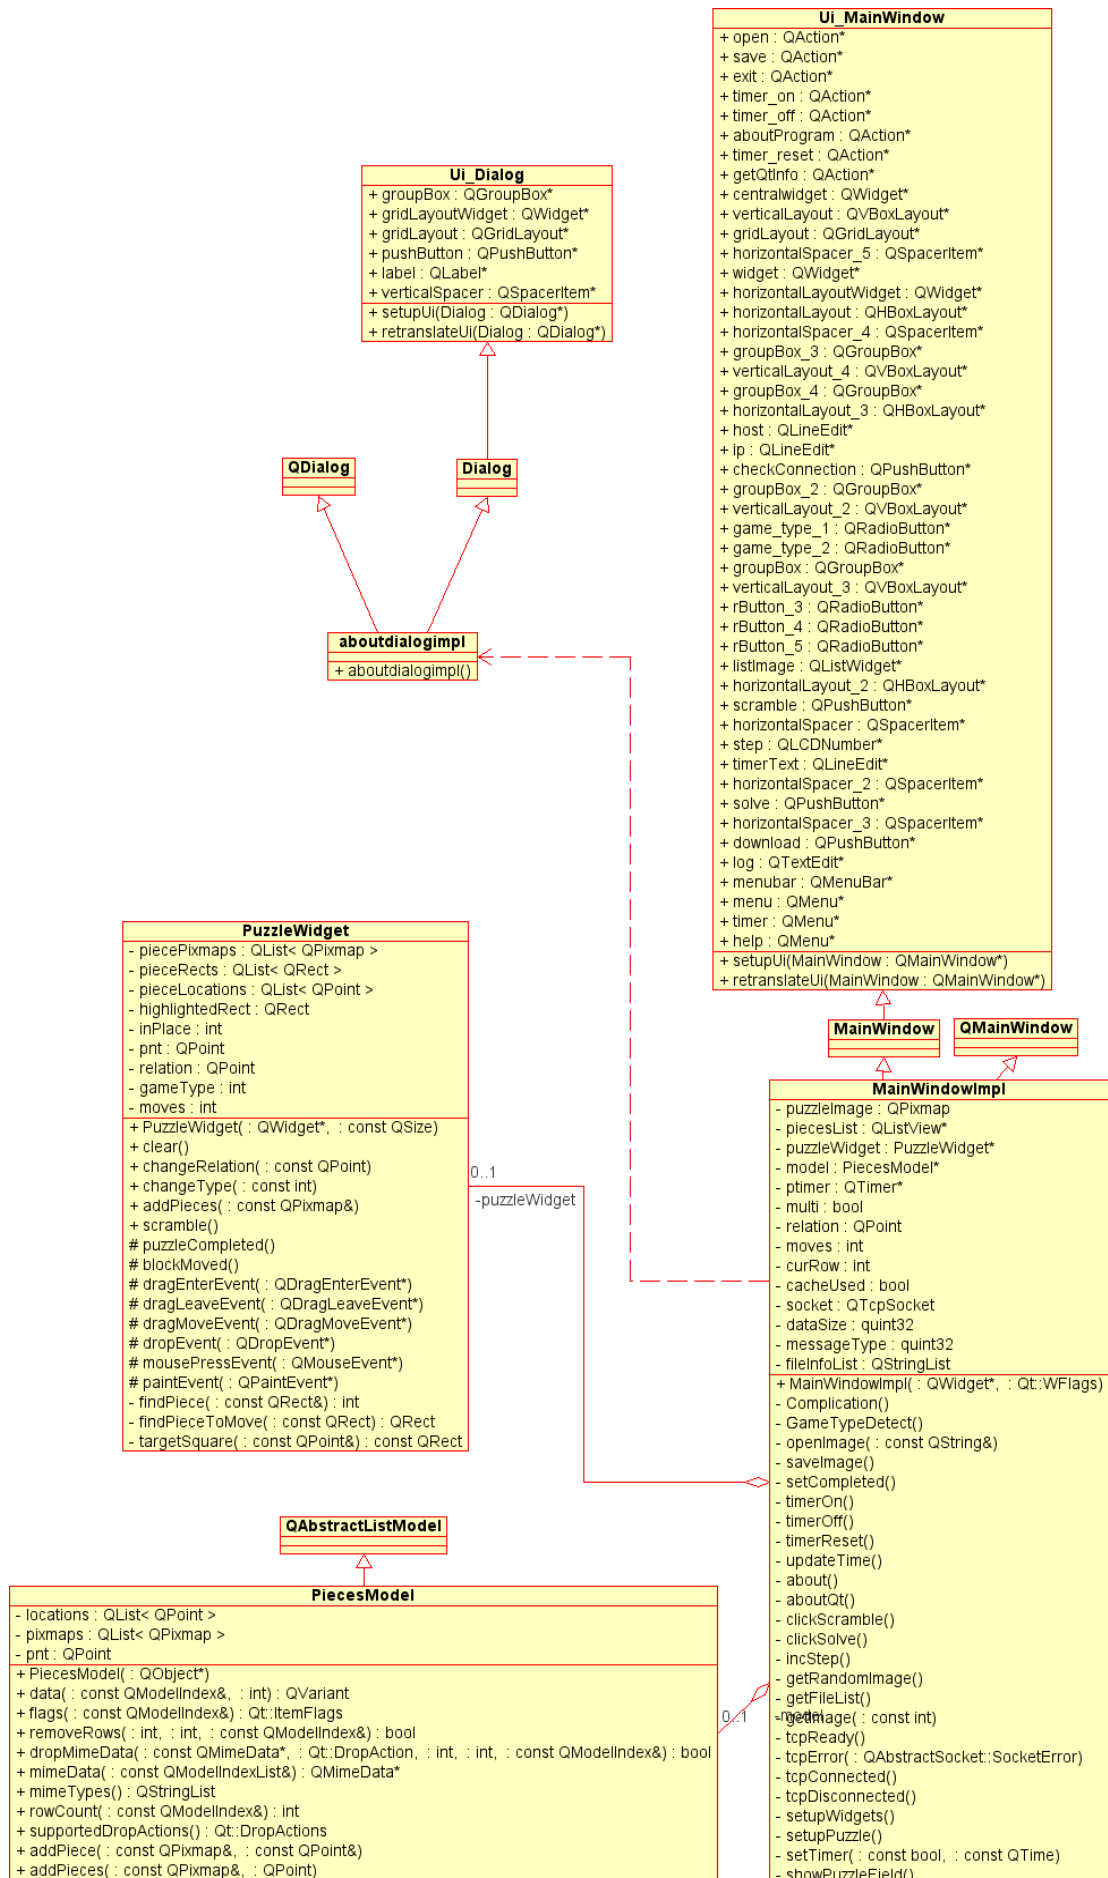 Ui_MainWindow
+ open : QAction*
+ save : QAction*
+ exit : QAction*
+ timer_on : QAction*
+ timer_off : QAction*
+ aboutProgram : QAction*
+ timer_reset : QAction*
+ getQtInfo : QAction*
+ centralwidget : QWidget*
+ verticalLayout : QVBoxLayout*
+ gridLayout : QGridLayout*
+ horizontalSpacer_5 : QSpacerItem*
+ widget : QWidget*
+ horizontalLayoutWidget : QWidget*
+ horizontalLayout : QHBoxLayout*
+ horizontalSpacer_4 : QSpacerItem*
+ groupBox_3 : QGroupBox*
+ verticalLayout_4 : QVBoxLayout*
+ groupBox_4 : QGroupBox*
+ horizontalLayout_3 : QHBoxLayout*
+ host : QLineEdit*
+ ip : QLineEdit*
+ checkConnection : QPushButton*
+ groupBox_2 : QGroupBox*
+ verticalLayout_2 : QVBoxLayout*
+ game_type_1 : QRadioButton*
+ game_type_2 : QRadioButton*
+ groupBox : QGroupBox*
+ verticalLayout_3 : QVBoxLayout*
+ rButton_3 : QRadioButton*
+ rButton_4 : QRadioButton*
+ rButton_5 : QRadioButton*
+ listImage : QListWidget*
+ horizontalLayout_2 : QHBoxLayout*
+ scramble : QPushButton*
+ horizontalSpacer : QSpacerItem*
+ step : QLCDNumber*
+ timerText : QLineEdit*
+ horizontalSpacer_2 : QSpacerItem*
+ solve : QPushButton*
+ horizontalSpacer_3 : QSpacerItem*
+ download : QPushButton*
+ log : QTextEdit*
+ menubar : QMenuBar*
+ menu : QMenu*
+ timer : QMenu*
+ help : QMenu*
+ setupUi(MainWindow : QMainWindow*)
+ retranslateUi(MainWindow : QMainWindow*)
Ui_Dialog
+ groupBox : QGroupBox*
+ gridLayoutWidget : QWidget*
+ gridLayout : QGridLayout*
+ pushButton : QPushButton*
+ label : QLabel*
+ verticalSpacer : QSpacerItem*
+ setupUi(Dialog : QDialog*)
+ retranslateUi(Dialog : QDialog*)
QDialog
Dialog
aboutdialogimpl
+ aboutdialogimpl()
PuzzleWidget
- piecePixmaps : QList< QPixmap >
- pieceRects : QList< QRect >
- pieceLocations : QList< QPoint >
- highlightedRect : QRect
- inPlace : int
- pnt : QPoint
- relation : QPoint
- gameType : int
- moves : int
+ PuzzleWidget( : QWidget*, : const QSize)
+ clear()
+ changeRelation( : const QPoint)
+ changeType( : const int)
+ addPieces( : const QPixmap&)
+ scramble()
# puzzleCompleted()
# blockMoved()
# dragEnterEvent( : QDragEnterEvent*)
# dragLeaveEvent( : QDragLeaveEvent*)
# dragMoveEvent( : QDragMoveEvent*)
# dropEvent( : QDropEvent*)
# mousePressEvent( : QMouseEvent*)
# paintEvent( : QPaintEvent*)
- findPiece( : const QRect&) : int
- findPieceToMove( : const QRect) : QRect
- targetSquare( : const QPoint&) : const QRect
0..1
-puzzleWidget
MainWindow
QMainWindow
MainWindowImpl
- puzzleImage : QPixmap
- piecesList : QListView*
- puzzleWidget : PuzzleWidget*
- model : PiecesModel*
- ptimer : QTimer*
- multi : bool
- relation : QPoint
- moves : int
- curRow : int
- cacheUsed : bool
- socket : QTcpSocket
- dataSize : quint32
- messageType : quint32
- fileInfoList : QStringList
+ MainWindowImpl( : QWidget*, : Qt::WFlags)
- Complication()
- GameTypeDetect()
- openImage( : const QString&)
- saveImage()
- setCompleted()
- timerOn()
- timerOff()
- timerReset()
- updateTime()
- about()
- aboutQt()
- clickScramble()
- clickSolve()
- incStep()
- getRandomImage()
- getFileList()
- getImage( : const int)
- tcpReady()
- tcpError( : QAbstractSocket::SocketError)
- tcpConnected()
- tcpDisconnected()
- setupWidgets()
- setupPuzzle()
- setTimer( : const bool, : const QTime)
- showPuzzleField()
0..1
-model
QAbstractListModel
PiecesModel
- locations : QList< QPoint >
- pixmaps : QList< QPixmap >
- pnt : QPoint
+ PiecesModel( : QObject*)
+ data( : const QModelIndex&, : int) : QVariant
+ flags( : const QModelIndex&) : Qt::ItemFlags
+ removeRows( : int, : int, : const QModelIndex&) : bool
+ dropMimeData( : const QMimeData*, : Qt::DropAction, : int, : int, : const QModelIndex&) : bool
+ mimeData( : const QModelIndexList&) : QMimeData*
+ mimeTypes() : QStringList
+ rowCount( : const QModelIndex&) : int
+ supportedDropActions() : Qt::DropActions
+ addPiece( : const QPixmap&, : const QPoint&)
+ addPieces( : const QPixmap&, : QPoint)